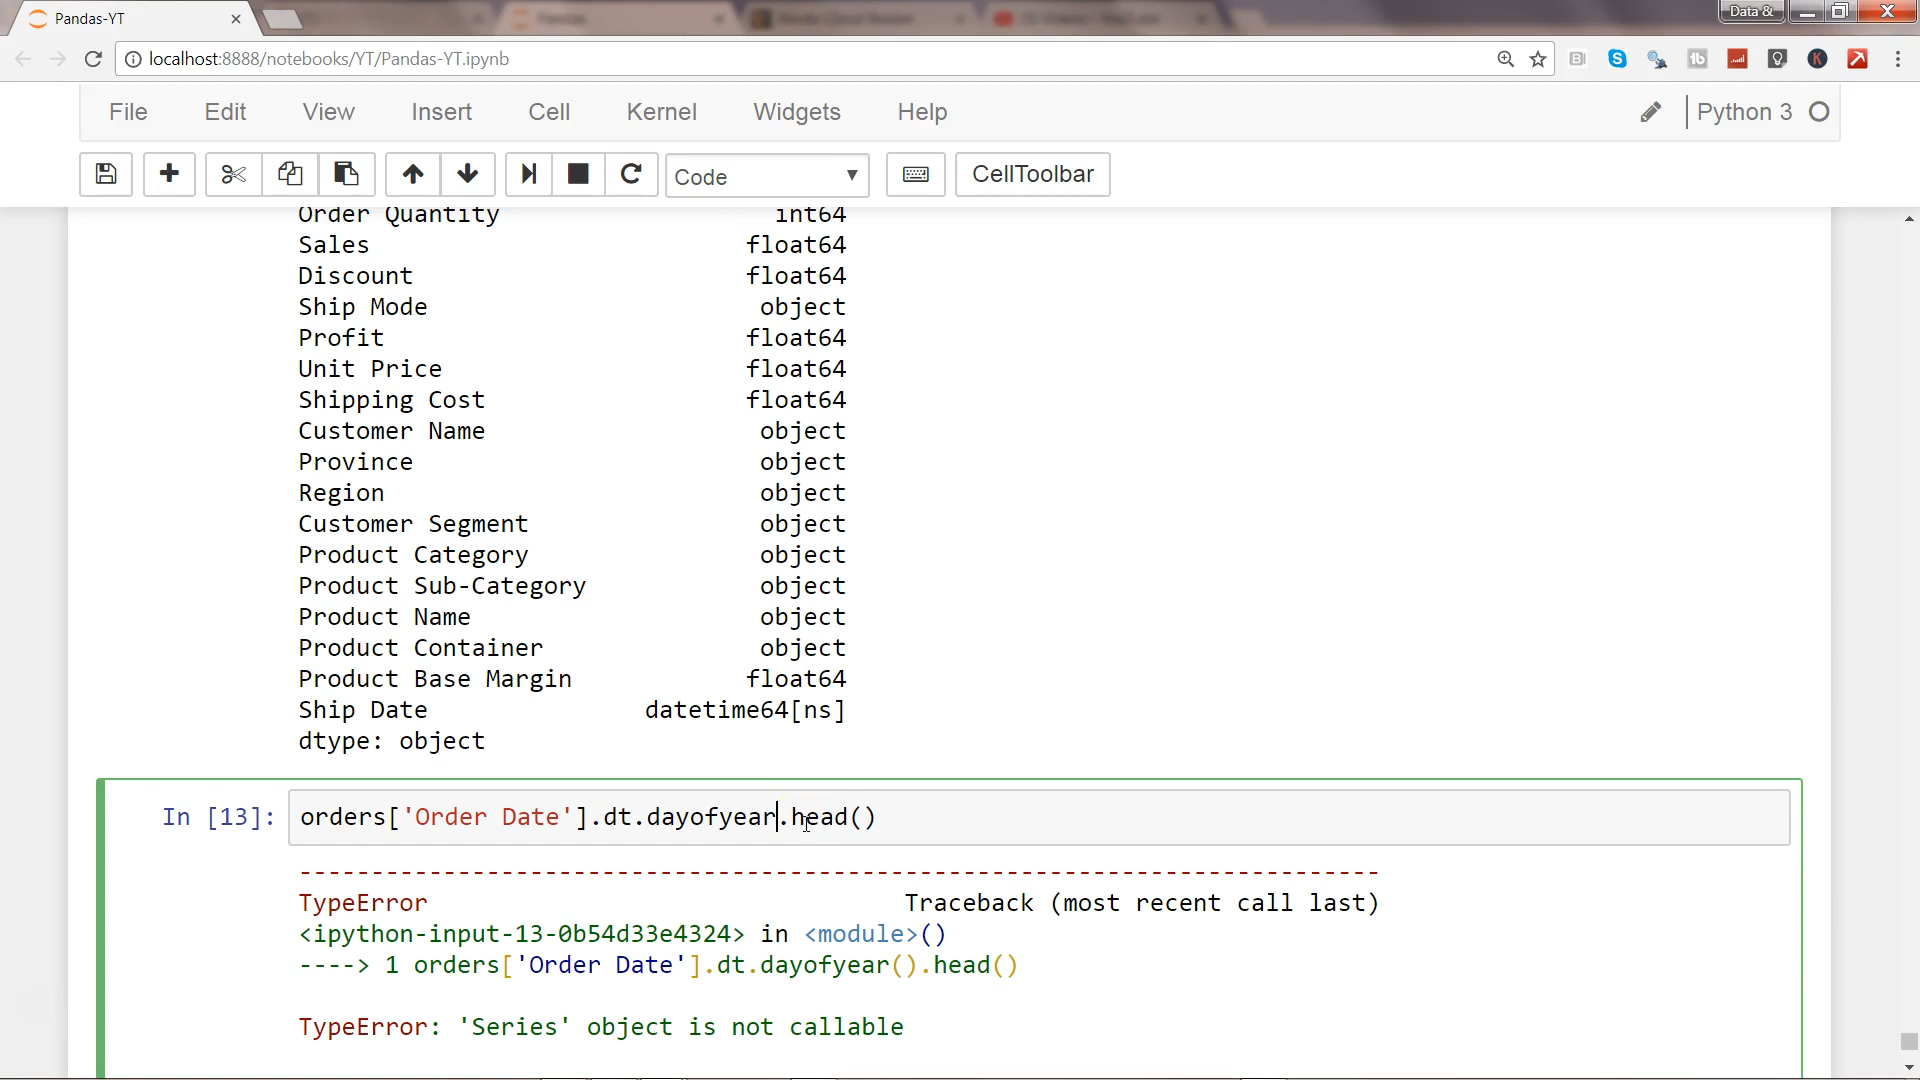 Pandas-YT
Data &
localhost:8888/notebooks/YT/Pandas-YT.ipynb
File Edit View Insert Cell Kernel Widgets Help Python 3
Code CellToolbar
Order Quantity int64
Sales float64
Discount float64
Ship Mode object
Profit float64
Unit Price float64
Shipping Cost float64
Customer Name object
Province object
Region object
Customer Segment object
Product Category object
Product Sub-Category object
Product Name object
Product Container object
Product Base Margin float64
Ship Date datetime64[ns]
dtype: object
In [13]: orders['Order Date'].dt.dayofyear.head()
---------------------------------------------------------------------------
TypeError Traceback (most recent call last)
<ipython-input-13-0b54d33e4324> in <module>()
----> 1 orders['Order Date'].dt.dayofyear().head()
TypeError: 'Series' object is not callable